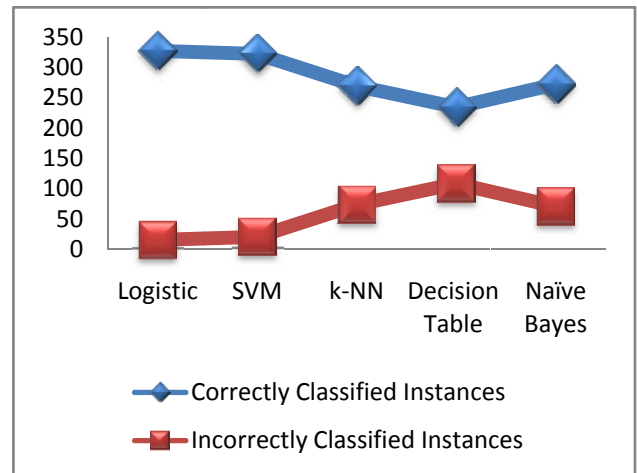 350
300
250
200
150
100
50
0
Logistic SVM k-NN Decision Table Naïve Bayes
Correctly Classified Instances
Incorrectly Classified Instances